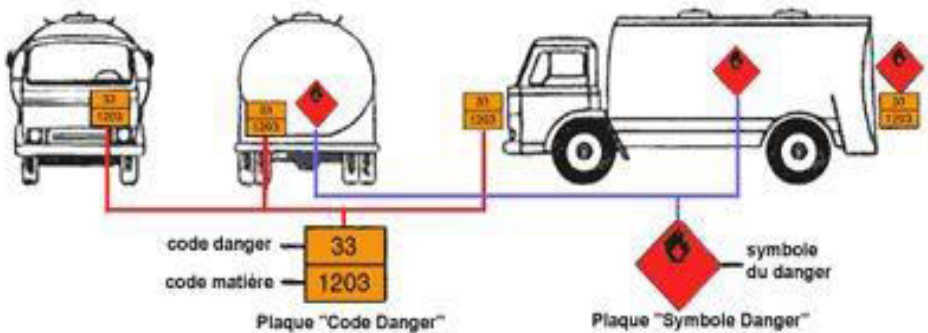 33
1203
33
1203
33
1203
33
1203
code danger
33
code matière
1203
symbole
du danger
Plaque "Code Danger"
Plaque "Symbole Danger"